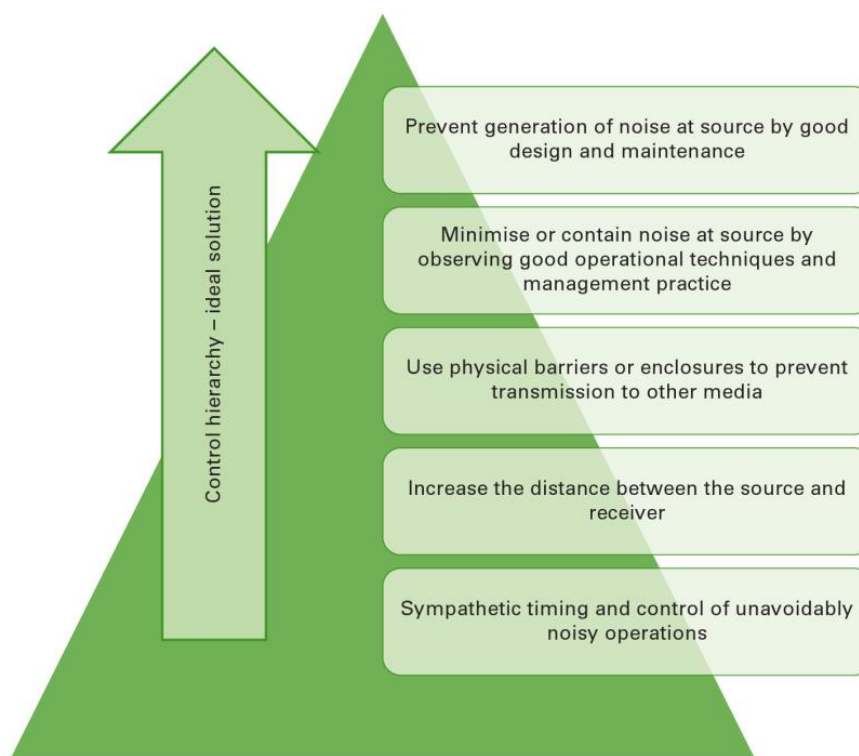 Control hierarchy – ideal solution
Prevent generation of noise at source by good
design and maintenance
Minimise or contain noise at source by
observing good operational techniques and
management practice
Use physical barriers or enclosures to prevent
transmission to other media
Increase the distance between the source and
receiver
Sympathetic timing and control of unavoidably
noisy operations